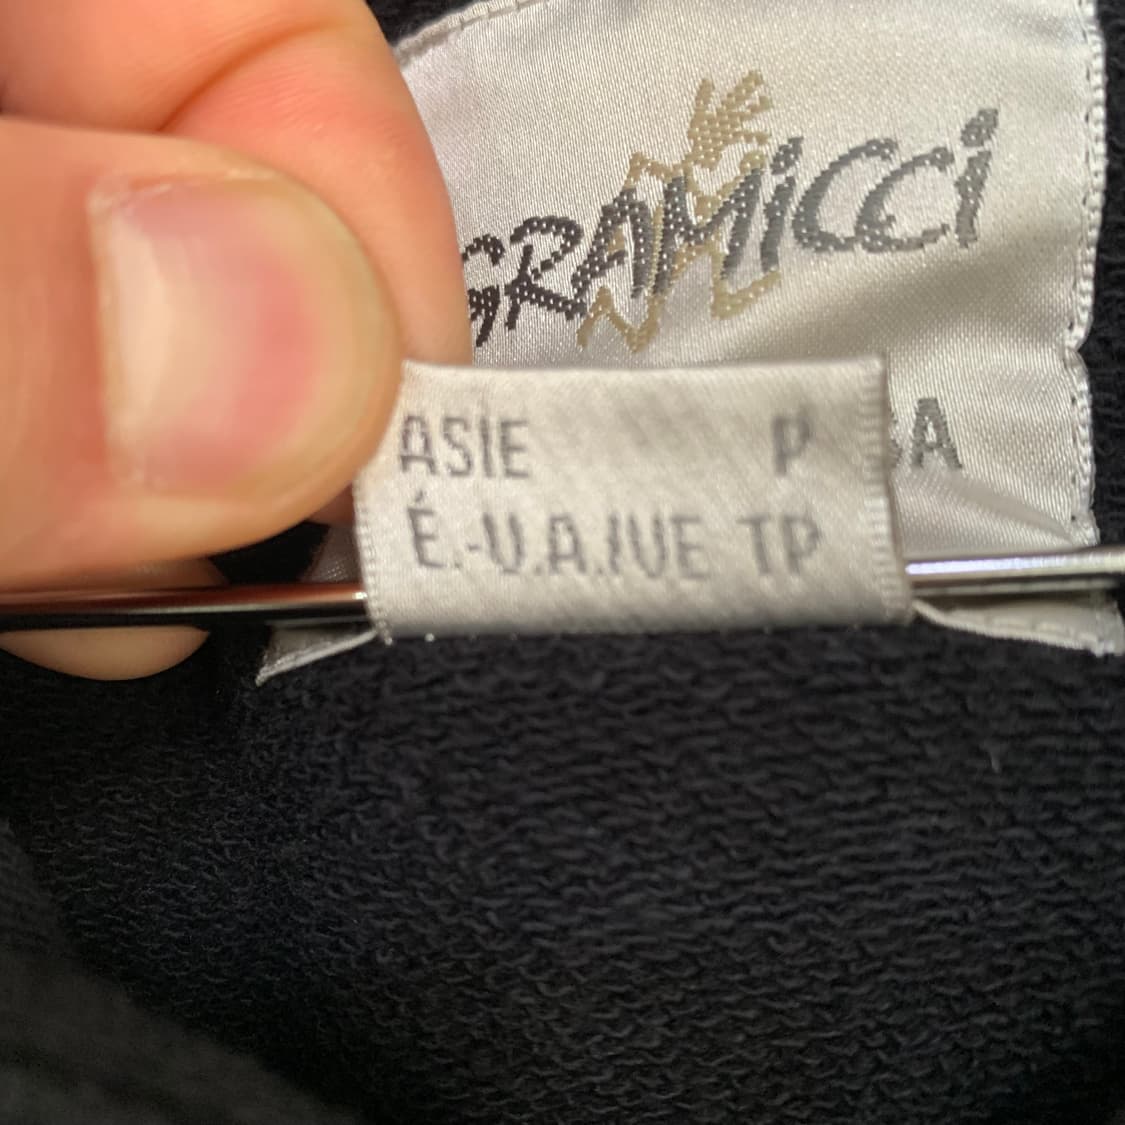 GRAMiCCi
ASIE P
É.-U.A./UE TP